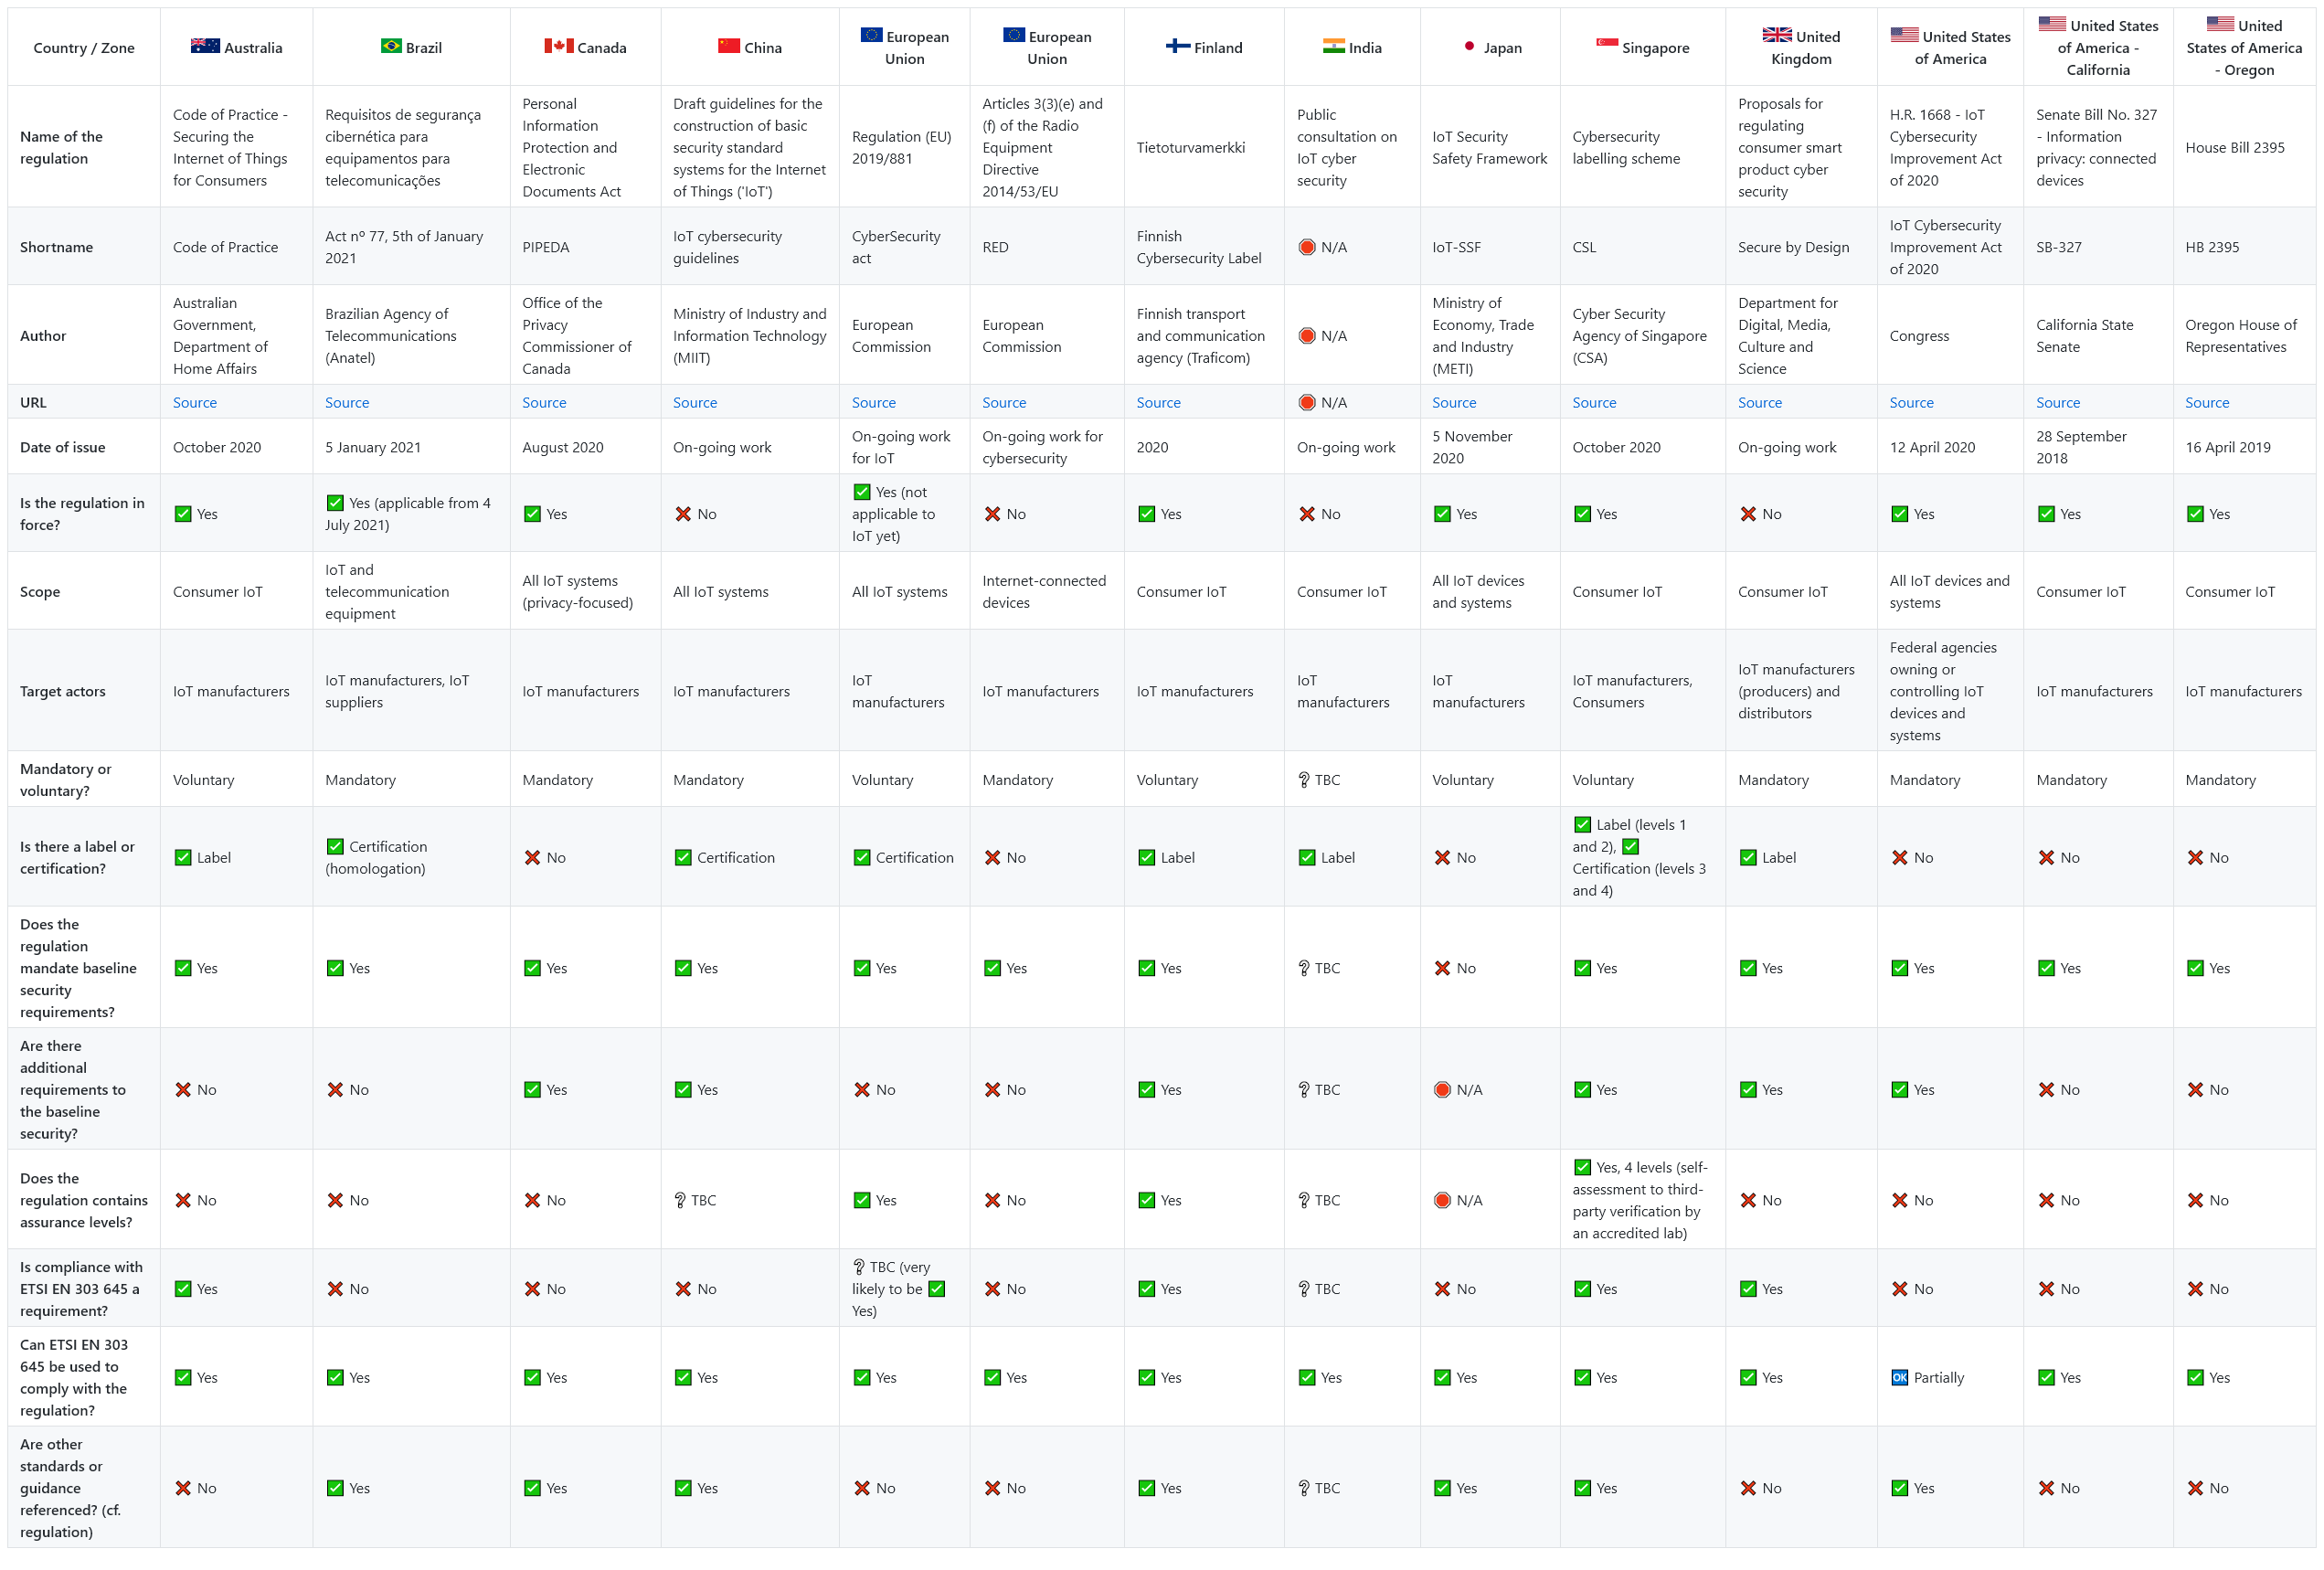 Country / Zone
Australia
Brazil
Canada
China
European
Union
European
Union
Finland
India
Japan
Singapore
United
Kingdom
United States
of America
United States
of America -
California
United
States of America
- Oregon
Name of the
regulation
Code of Practice -
Securing the
Internet of Things
for Consumers
Requisitos de segurança
cibernética para
equipamentos para
telecomunicações
Personal
Information
Protection and
Electronic
Documents Act
Draft guidelines for the
construction of basic
security standard
systems for the Internet
of Things ('IoT')
Regulation (EU)
2019/881
Articles 3(3)(e) and
(f) of the Radio
Equipment
Directive
2014/53/EU
Tietoturvamerkki
Public
consultation on
IoT cyber
security
IoT Security
Safety Framework
Cybersecurity
labelling scheme
Proposals for
regulating
consumer smart
product cyber
security
H.R. 1668 - IoT
Cybersecurity
Improvement Act
of 2020
Senate Bill No. 327
- Information
privacy: connected
devices
House Bill 2395
Shortname
Code of Practice
Act nº 77, 5th of January
2021
PIPEDA
IoT cybersecurity
guidelines
CyberSecurity
act
RED
Finnish
Cybersecurity Label
N/A
IoT-SSF
CSL
Secure by Design
IoT Cybersecurity
Improvement Act
of 2020
SB-327
HB 2395
Author
Australian
Government,
Department of
Home Affairs
Brazilian Agency of
Telecommunications
(Anatel)
Office of the
Privacy
Commissioner of
Canada
Ministry of Industry and
Information Technology
(MIIT)
European
Commission
European
Commission
Finnish transport
and communication
agency (Traficom)
N/A
Ministry of
Economy, Trade
and Industry
(METI)
Cyber Security
Agency of Singapore
(CSA)
Department for
Digital, Media,
Culture and
Science
Congress
California State
Senate
Oregon House of
Representatives
URL
Source
Source
Source
Source
Source
Source
Source
N/A
Source
Source
Source
Source
Source
Source
Date of issue
October 2020
5 January 2021
August 2020
On-going work
On-going work
for IoT
On-going work for
cybersecurity
2020
On-going work
5 November
2020
October 2020
On-going work
12 April 2020
28 September
2018
16 April 2019
Is the regulation in
force?
✅ Yes
✅ Yes (applicable from 4
July 2021)
✅ Yes
❌ No
✅ Yes (not
applicable to
IoT yet)
❌ No
✅ Yes
❌ No
✅ Yes
✅ Yes
❌ No
✅ Yes
✅ Yes
✅ Yes
Scope
Consumer IoT
IoT and
telecommunication
equipment
All IoT systems
(privacy-focused)
All IoT systems
All IoT systems
Internet-connected
devices
Consumer IoT
Consumer IoT
All IoT devices
and systems
Consumer IoT
Consumer IoT
All IoT devices and
systems
Consumer IoT
Consumer IoT
Target actors
IoT manufacturers
IoT manufacturers, IoT
suppliers
IoT manufacturers
IoT manufacturers
IoT
manufacturers
IoT manufacturers
IoT manufacturers
IoT
manufacturers
IoT
manufacturers
IoT manufacturers,
Consumers
IoT manufacturers
(producers) and
distributors
Federal agencies
owning or
controlling IoT
devices and
systems
IoT manufacturers
IoT manufacturers
Mandatory or
voluntary?
Voluntary
Mandatory
Mandatory
Mandatory
Voluntary
Mandatory
Voluntary
❔ TBC
Voluntary
Voluntary
Mandatory
Mandatory
Mandatory
Mandatory
Is there a label or
certification?
✅ Label
✅ Certification
(homologation)
❌ No
✅ Certification
✅ Certification
❌ No
✅ Label
✅ Label
❌ No
✅ Label (levels 1
and 2), ✅
Certification (levels 3
and 4)
✅ Label
❌ No
❌ No
❌ No
Does the
regulation
mandate baseline
security
requirements?
✅ Yes
✅ Yes
✅ Yes
✅ Yes
✅ Yes
✅ Yes
✅ Yes
❔ TBC
❌ No
✅ Yes
✅ Yes
✅ Yes
✅ Yes
✅ Yes
Are there
additional
requirements to
the baseline
security?
❌ No
❌ No
✅ Yes
✅ Yes
❌ No
❌ No
✅ Yes
❔ TBC
N/A
✅ Yes
✅ Yes
✅ Yes
❌ No
❌ No
Does the
regulation contains
assurance levels?
❌ No
❌ No
❌ No
❔ TBC
✅ Yes
❌ No
✅ Yes
❔ TBC
N/A
✅ Yes, 4 levels (self-
assessment to third-
party verification by
an accredited lab)
❌ No
❌ No
❌ No
❌ No
Is compliance with
ETSI EN 303 645 a
requirement?
✅ Yes
❌ No
❌ No
❌ No
❔ TBC (very
likely to be ✅
Yes)
❌ No
✅ Yes
❔ TBC
❌ No
✅ Yes
✅ Yes
❌ No
❌ No
❌ No
Can ETSI EN 303
645 be used to
comply with the
regulation?
✅ Yes
✅ Yes
✅ Yes
✅ Yes
✅ Yes
✅ Yes
✅ Yes
✅ Yes
✅ Yes
✅ Yes
✅ Yes
🆗 Partially
✅ Yes
✅ Yes
Are other
standards or
guidance
referenced? (cf.
regulation)
❌ No
✅ Yes
✅ Yes
✅ Yes
❌ No
❌ No
✅ Yes
❔ TBC
✅ Yes
✅ Yes
❌ No
✅ Yes
❌ No
❌ No